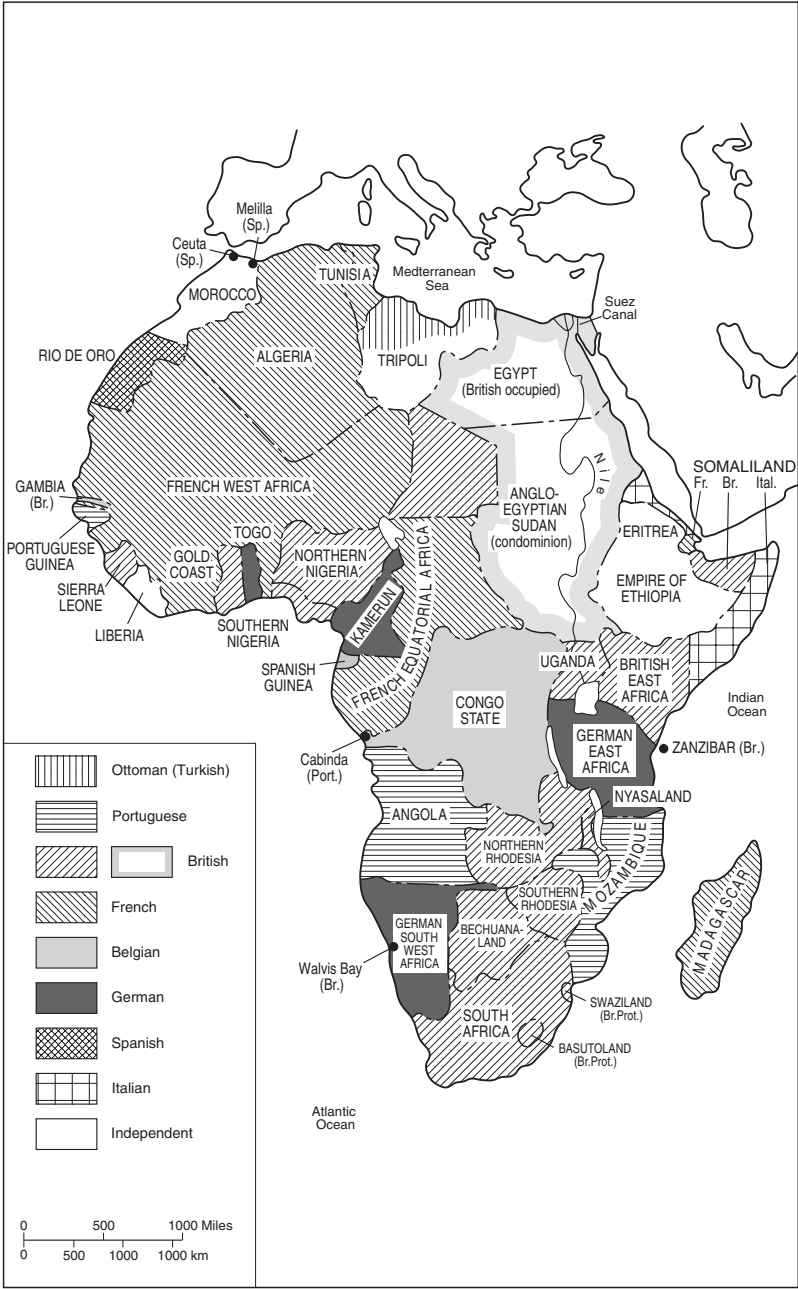 Melilla
(Sp.)
Ceuta
(Sp.)
MOROCCO
TUNISIA
Mediterranean
Sea
Suez
Canal
RIO DE ORO
ALGERIA
TRIPOLI
EGYPT
(British occupied)
Nile
SOMALILAND
Fr. Br. Ital.
GAMBIA
(Br.)
FRENCH WEST AFRICA
ANGLO-
EGYPTIAN
SUDAN
(condominion)
ERITREA
PORTUGUESE
GUINEA
TOGO
GOLD
COAST
NORTHERN
NIGERIA
SIERRA
LEONE
EMPIRE OF
ETHIOPIA
LIBERIA
SOUTHERN
NIGERIA
KAMERUN
FRENCH EQUATORIAL AFRICA
SPANISH
GUINEA
UGANDA
BRITISH
EAST
AFRICA
CONGO
STATE
Indian
Ocean
GERMAN
EAST
AFRICA
ZANZIBAR (Br.)
Cabinda
(Port.)
NYASALAND
ANGOLA
NORTHERN
RHODESIA
MOZAMBIQUE
SOUTHERN
RHODESIA
MADAGASCAR
GERMAN
SOUTH
WEST
AFRICA
BECHUANA-
LAND
Walvis Bay
(Br.)
SOUTH
AFRICA
SWAZILAND
(Br.Prot.)
BASUTOLAND
(Br.Prot.)
Atlantic
Ocean
Ottoman (Turkish)
Portuguese
British
French
Belgian
German
Spanish
Italian
Independent
0 500 1000 Miles
0 500 1000 1000 km